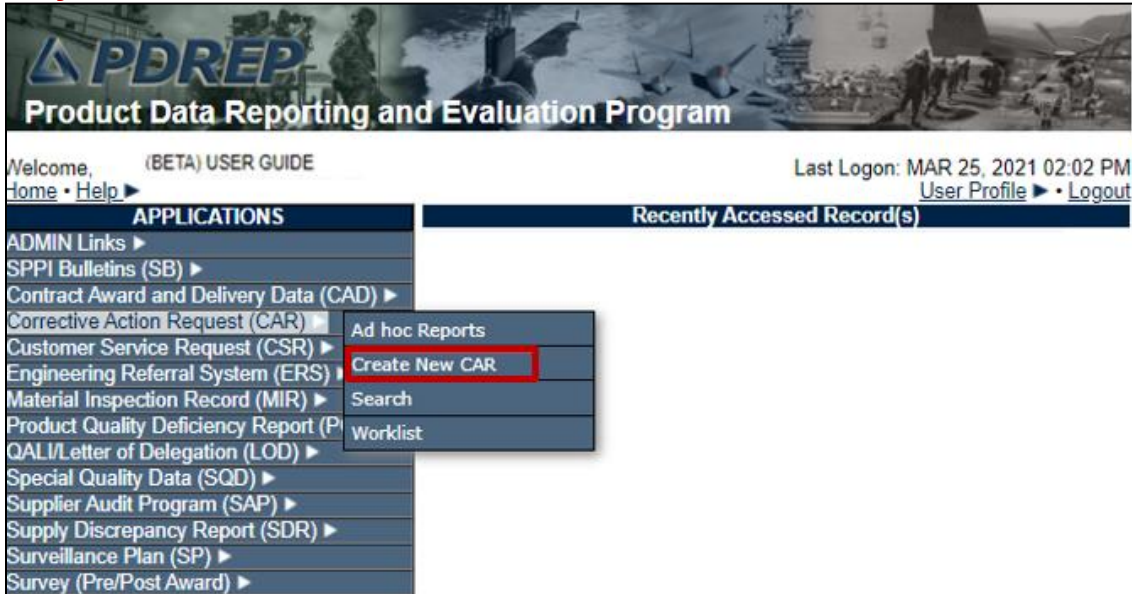 PDREP
Product Data Reporting and Evaluation Program
Welcome, (BETA) USER GUIDE
Last Logon: MAR 25, 2021 02:02 PM
Home • Help ►
User Profile ► • Logout
APPLICATIONS
Recently Accessed Record(s)
ADMIN Links ►
SPPI Bulletins (SB) ►
Contract Award and Delivery Data (CAD) ►
Corrective Action Request (CAR) ►
Customer Service Request (CSR) ►
Engineering Referral System (ERS)
Material Inspection Record (MIR) ►
Product Quality Deficiency Report (P
QALI/Letter of Delegation (LOD) ►
Special Quality Data (SQD) ►
Supplier Audit Program (SAP) ►
Supply Discrepancy Report (SDR) ►
Surveillance Plan (SP) ►
Survey (Pre/Post Award) ►
Ad hoc Reports
Create New CAR
Search
Worklist